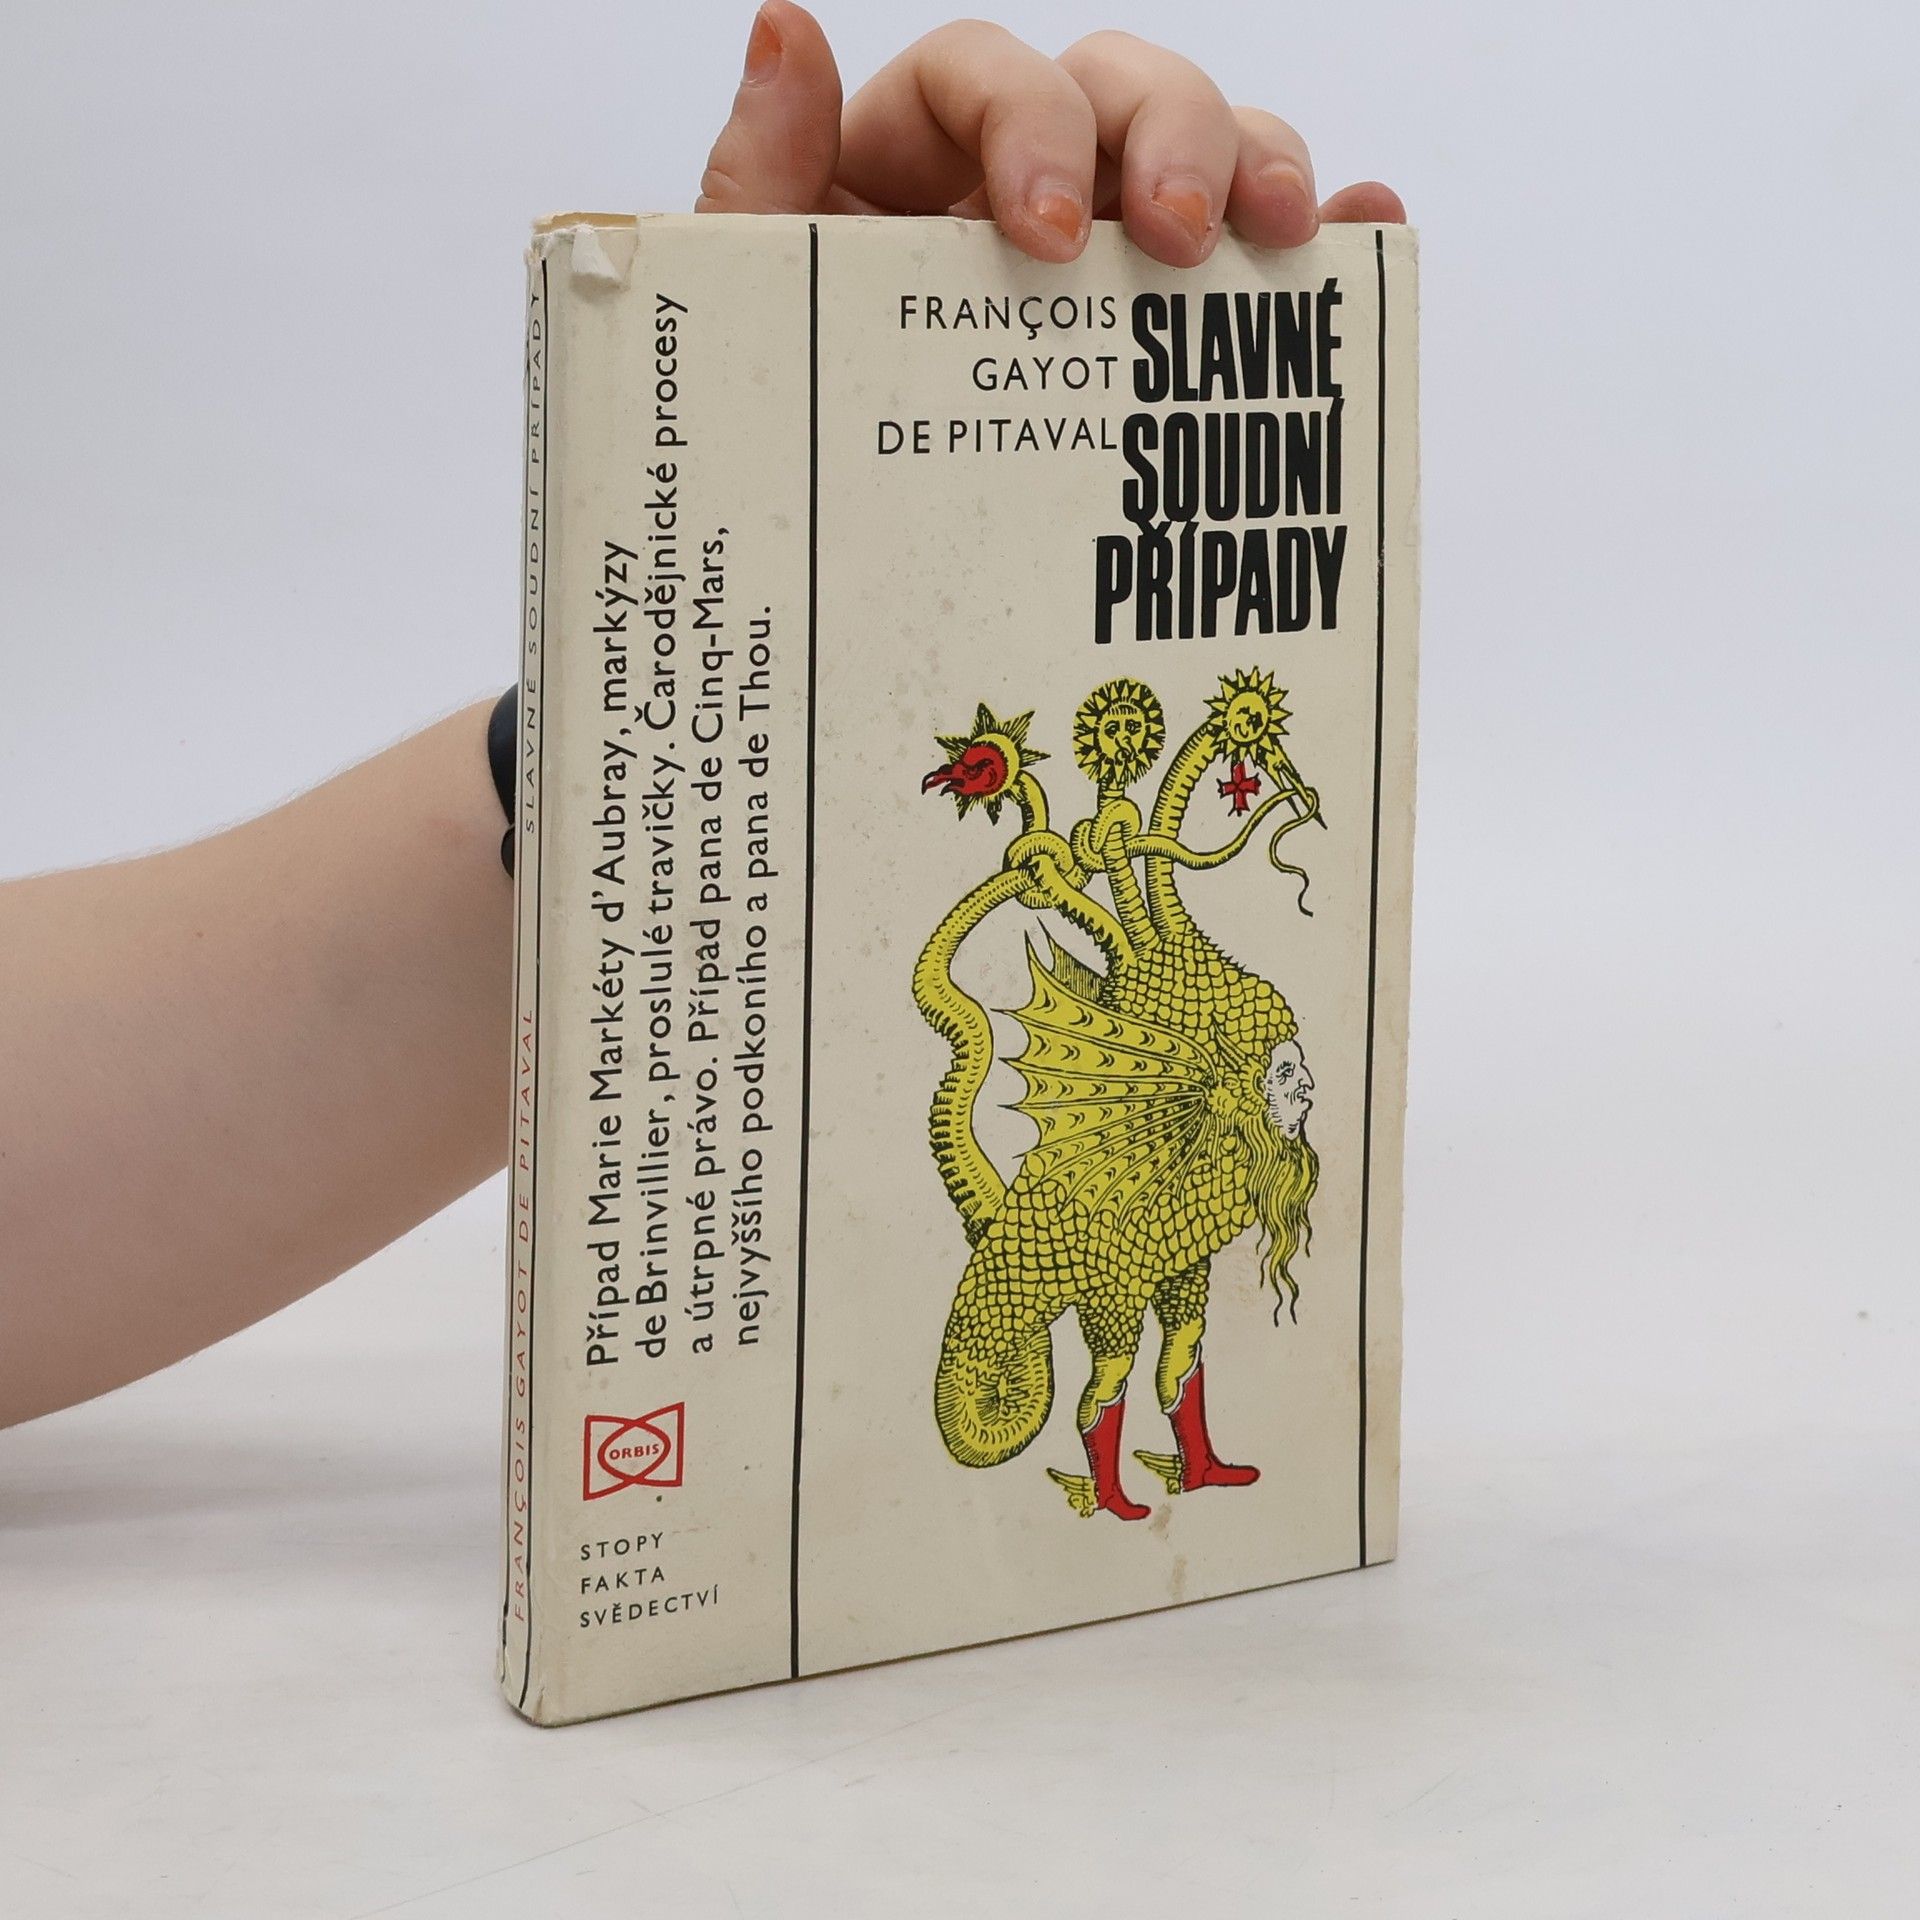 FRANÇOIS
GAYOT
DE PITAVAL
SLAVNÉ
SOUDNÍ
PŘÍPADY
Případ Marie Markéty d'Aubray, markýzy
de Brinvillier, proslulé travičky. Čarodějnické procesy
a útrpné právo. Případ pana de Cinq-Mars,
nejvyššího podkoního a pana de Thou.
ORBIS
STOPY
FAKTA
SVĚDECTVÍ
FRANÇOIS GAYOT DE PITAVAL SLAVNÉ SOUDNÍ PŘÍPADY